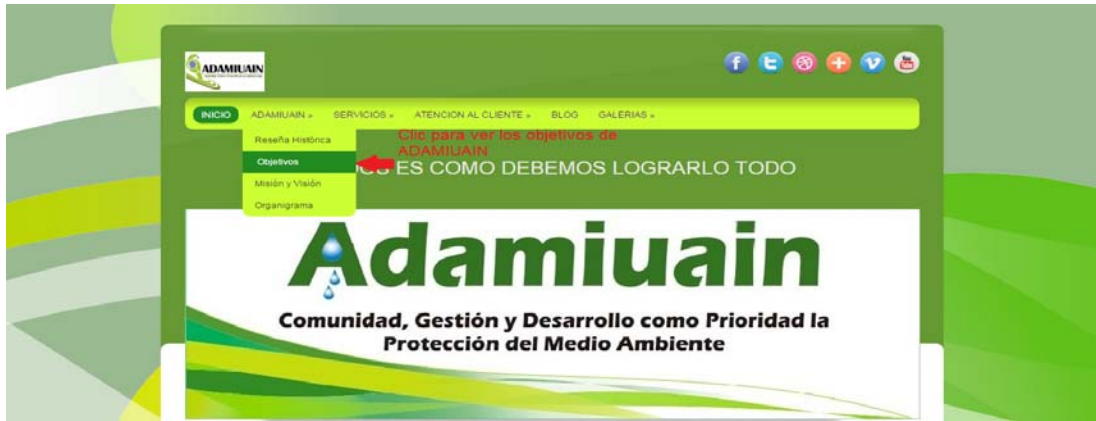 ADAMIUAIN
INICIO ADAMIUAIN » SERVICIOS » ATENCION AL CLIENTE » BLOG GALERIAS »
Reseña Histórica
Objetivos
Misión y Visión
Organigrama
Clic para ver los objetivos de
ADAMIUAIN
ES COMO DEBEMOS LOGRARLO TODO
Adamiuain
Comunidad, Gestión y Desarrollo como Prioridad la
Protección del Medio Ambiente